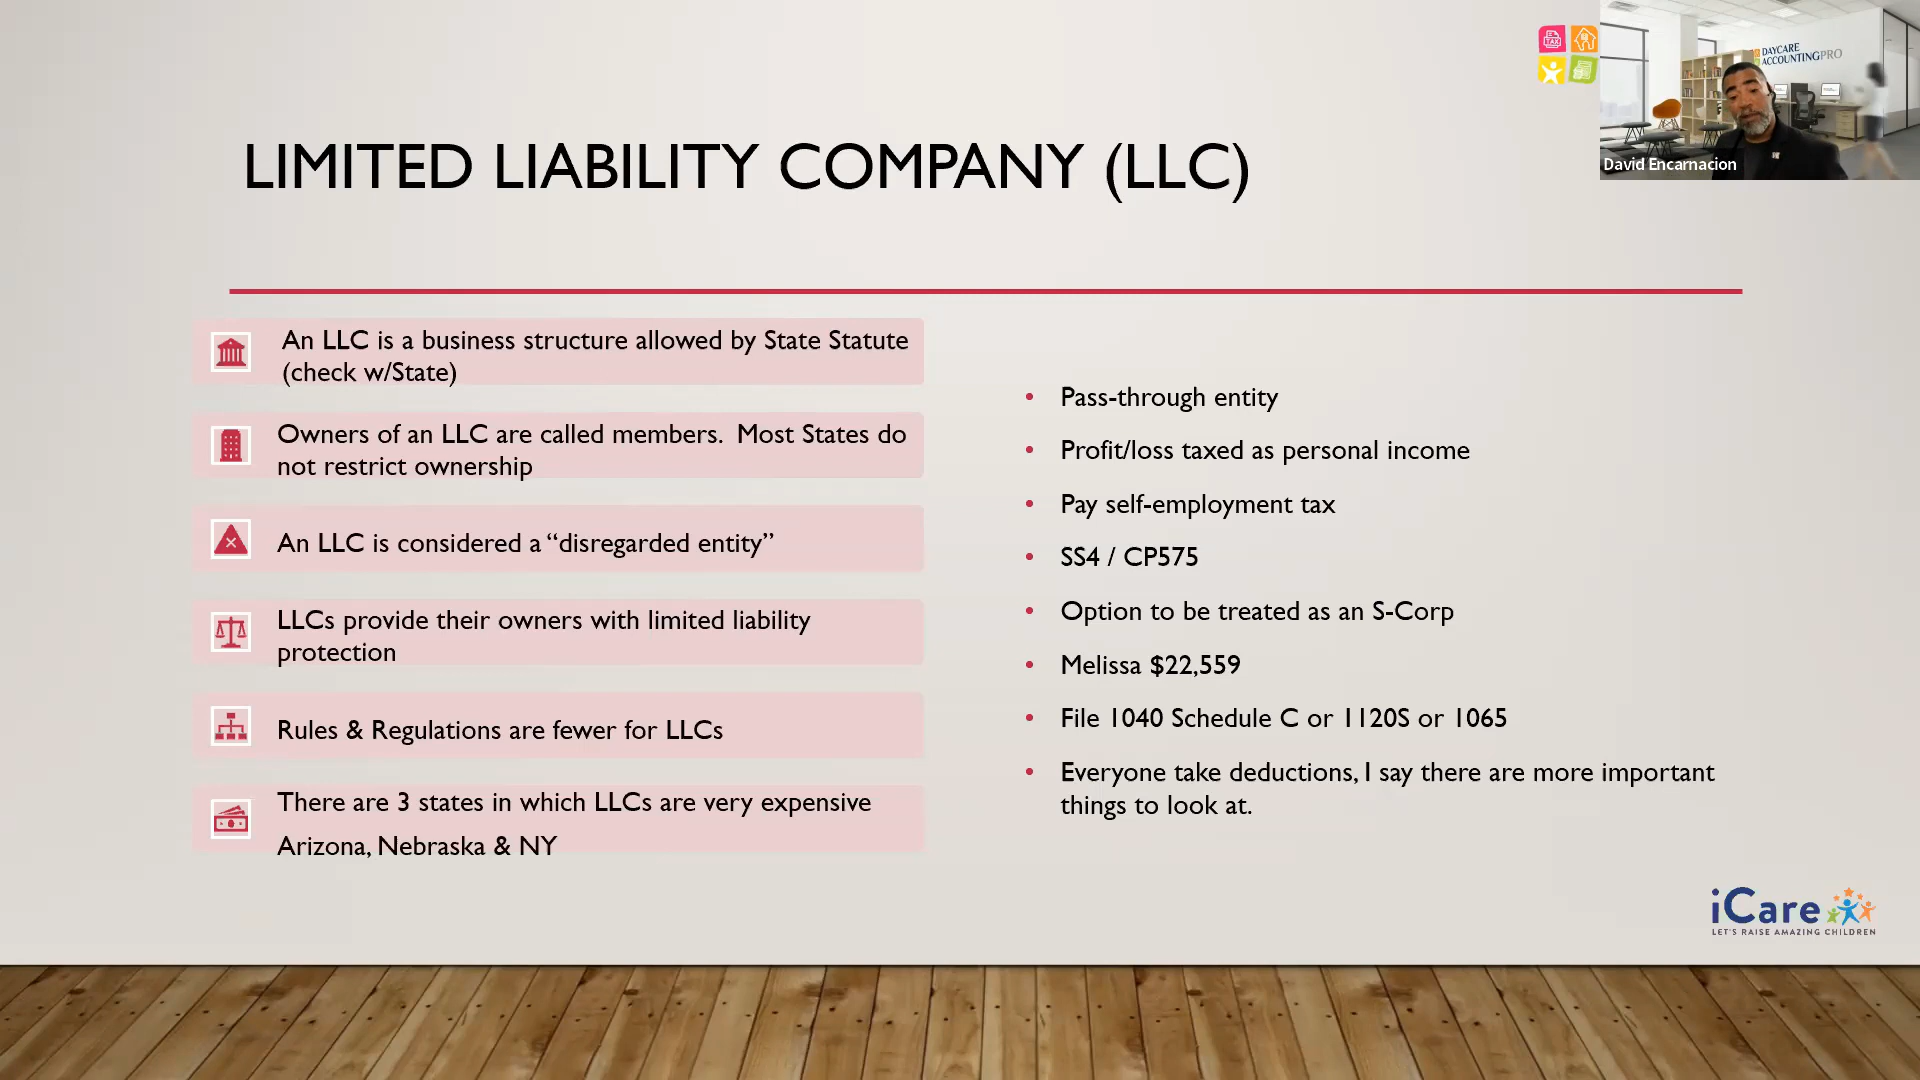 DAYCARE
ACCOUNTINGPRO
David Encarnacion
LIMITED LIABILITY COMPANY (LLC)
An LLC is a business structure allowed by State Statute
(check w/State)
Owners of an LLC are called members.  Most States do
not restrict ownership
An LLC is considered a “disregarded entity”
LLCs provide their owners with limited liability
protection
Rules & Regulations are fewer for LLCs
There are 3 states in which LLCs are very expensive
Arizona, Nebraska & NY
• Pass-through entity
• Profit/loss taxed as personal income
• Pay self-employment tax
• SS4 / CP575
• Option to be treated as an S-Corp
• Melissa $22,559
• File 1040 Schedule C or 1120S or 1065
• Everyone take deductions, I say there are more important
things to look at.
iCare
LET'S RAISE AMAZING CHILDREN